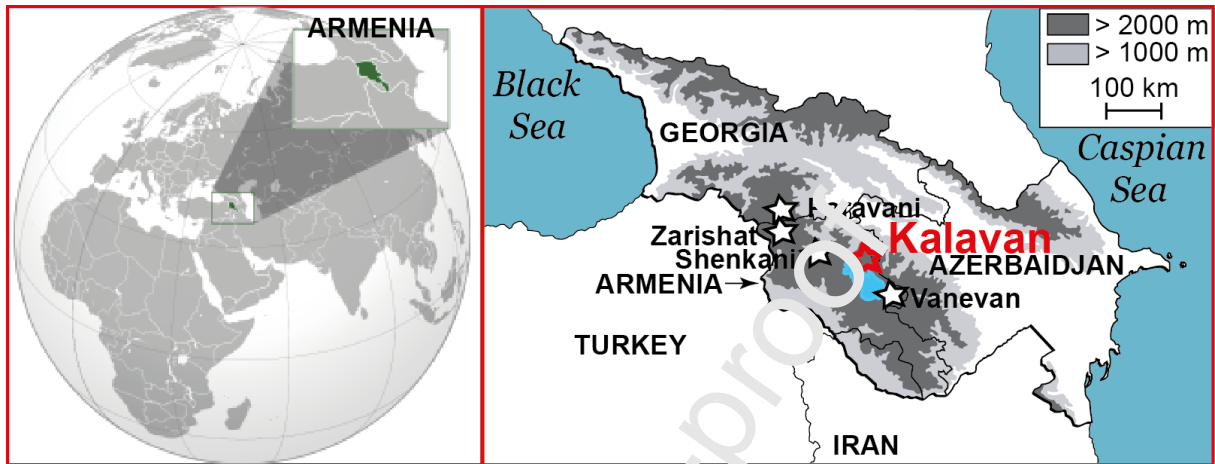 ARMENIA
> 2000 m
> 1000 m
100 km
Black
Sea
GEORGIA
Caspian
Sea
Zarishat
Kalavan
Shenkani
AZERBAIDJAN
ARMENIA
Vanevan
TURKEY
IRAN